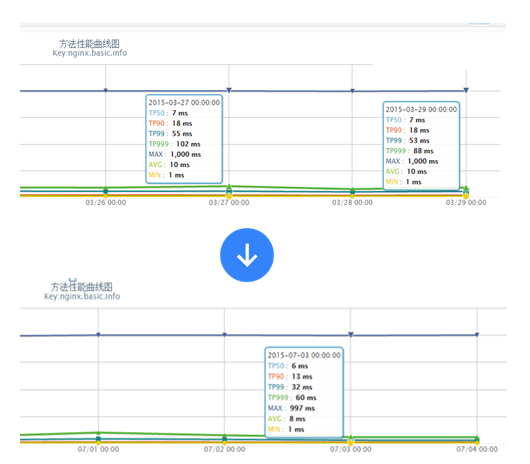 方法性能曲线图
Key:nginx.basic.info
2015-03-27 00:00:00
TP50 : 7 ms
TP90 : 18 ms
TP99 : 55 ms
TP999 : 102 ms
MAX : 1,000 ms
AVG : 10 ms
MIN : 1 ms
2015-03-29 00:00:00
TP50 : 7 ms
TP90 : 18 ms
TP99 : 53 ms
TP999 : 88 ms
MAX : 1,000 ms
AVG : 10 ms
MIN : 1 ms
03/26 00:00 03/27 00:00 03/28 00:00 03/29 00:00
方法性能曲线图
Key:nginx.basic.info
2015-07-03 00:00:00
TP50 : 6 ms
TP90 : 13 ms
TP99 : 32 ms
TP999 : 60 ms
MAX : 997 ms
AVG : 8 ms
MIN : 1 ms
07/01 00:00 07/02 00:00 07/03 00:00 07/04 00:00